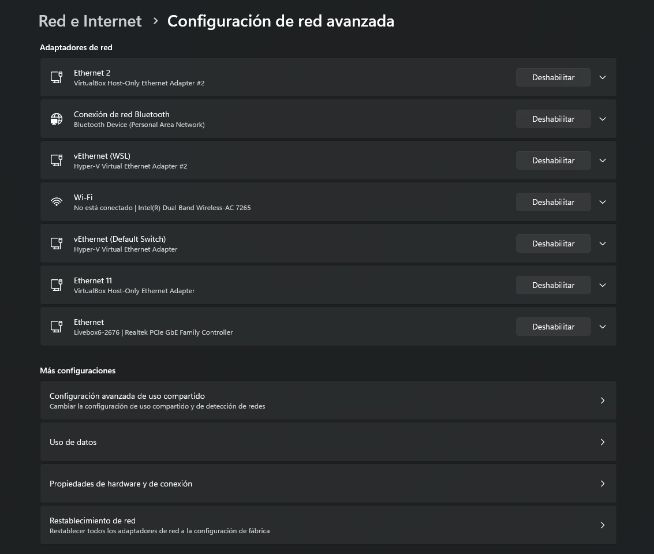 Red e Internet > Configuración de red avanzada
Adaptadores de red
Ethernet 2
VirtualBox Host-Only Ethernet Adapter #2
Deshabilitar
Conexión de red Bluetooth
Bluetooth Device (Personal Area Network)
Deshabilitar
vEthernet (WSL)
Hyper-V Virtual Ethernet Adapter #2
Deshabilitar
Wi-Fi
No está conectado | Intel(R) Dual Band Wireless-AC 7265
Deshabilitar
vEthernet (Default Switch)
Hyper-V Virtual Ethernet Adapter
Deshabilitar
Ethernet 11
VirtualBox Host-Only Ethernet Adapter
Deshabilitar
Ethernet
Livebox6-2676 | Realtek PCIe GbE Family Controller
Deshabilitar
Más configuraciones
Configuración avanzada de uso compartido
Cambiar la configuración de uso compartido y de detección de redes
Uso de datos
Propiedades de hardware y de conexión
Restablecimiento de red
Restablecer todos los adaptadores de red a la configuración de fábrica